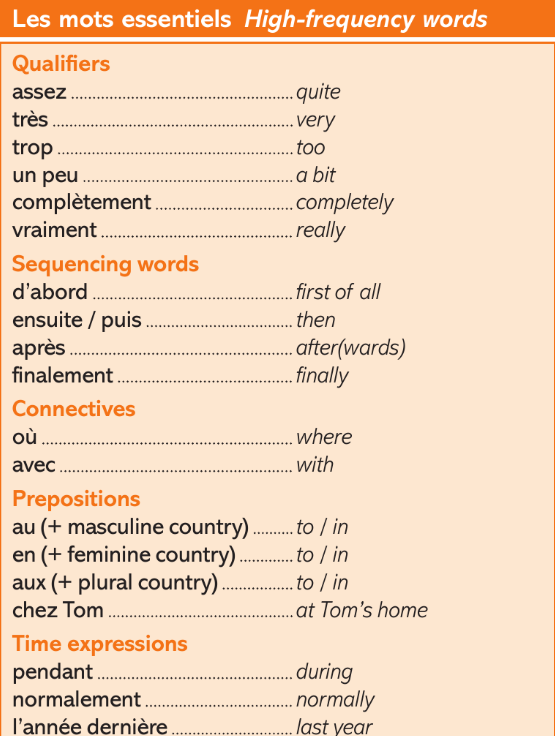 Les mots essentiels High-frequency words
Qualifiers
assez ........................................ quite
très ........................................ very
trop ........................................ too
un peu ........................................ a bit
complètement ........................................ completely
vraiment ........................................ really
Sequencing words
d'abord ........................................ first of all
ensuite / puis ........................................ then
après ........................................ after(wards)
finalement ........................................ finally
Connectives
où ........................................ where
avec ........................................ with
Prepositions
au (+ masculine country) .......... to / in
en (+ feminine country) ............. to / in
aux (+ plural country) ................. to / in
chez Tom ........................................ at Tom's home
Time expressions
pendant ........................................ during
normalement ........................................ normally
l'année dernière ............................. last year